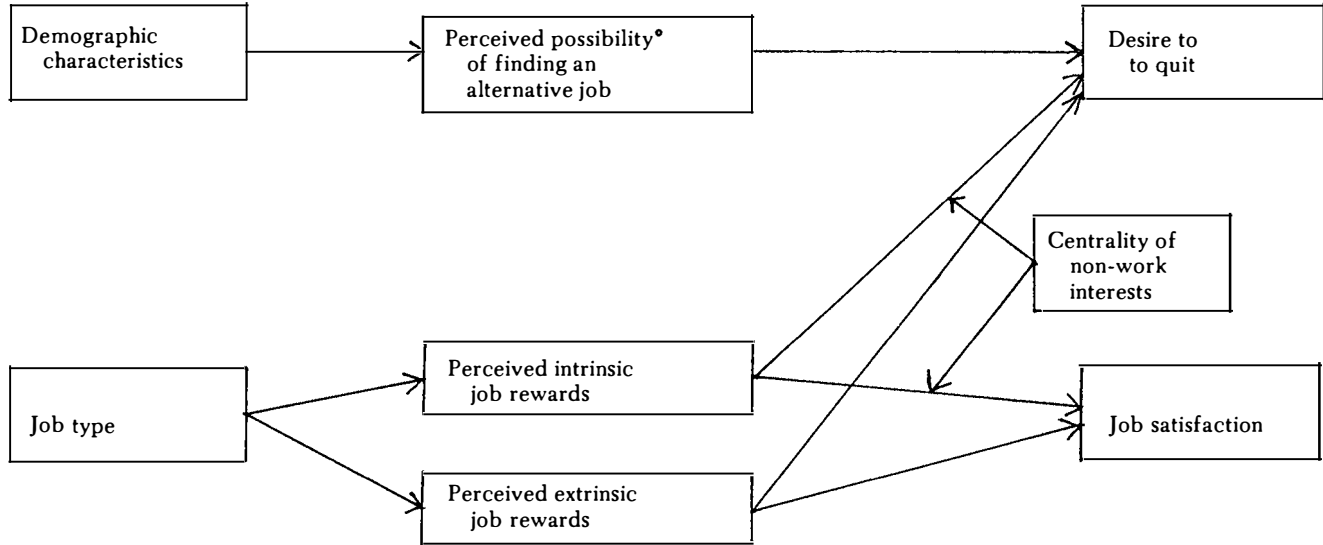 Demographic
characteristics
Perceived possibility°
of finding an
alternative job
Desire to
to quit
Centrality of
non-work
interests
Job type
Perceived intrinsic
job rewards
Job satisfaction
Perceived extrinsic
job rewards